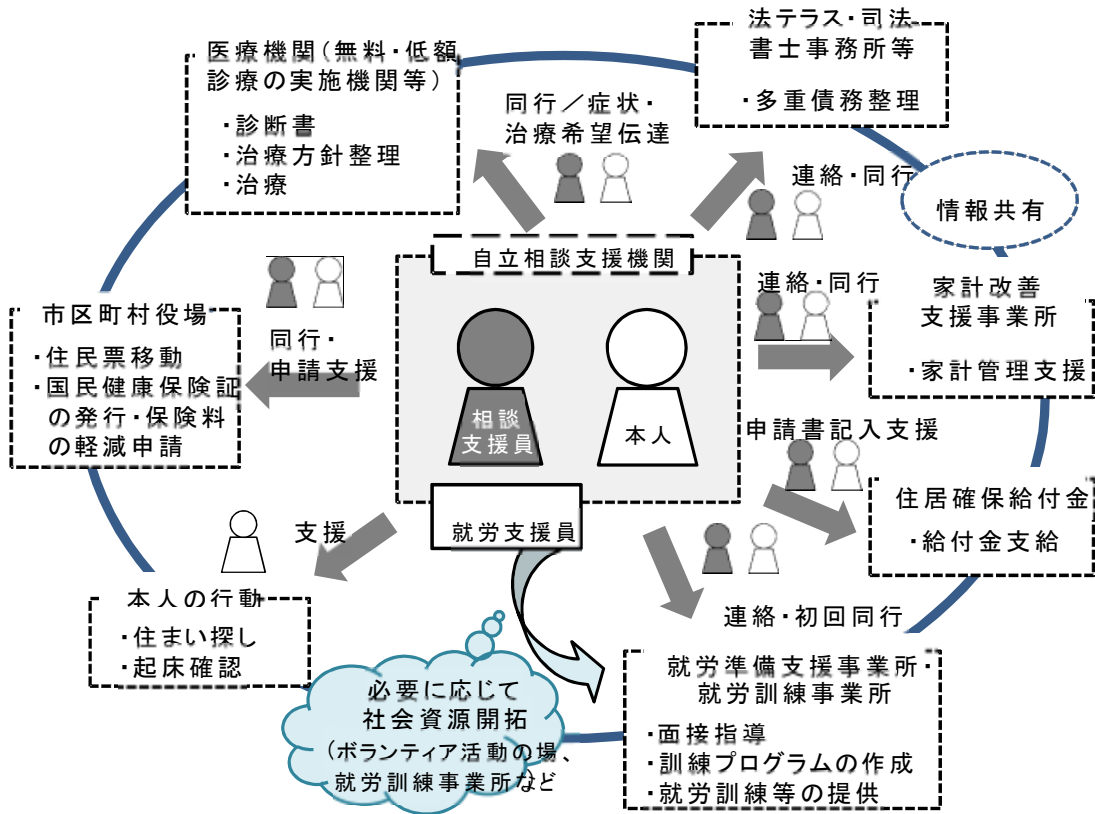 法テラス・司法
書士事務所等
・多重債務整理
医療機関（無料・低額
診療の実施機関等）
・診断書
・治療方針整理
・治療
同行／症状・
治療希望伝達
連絡・同行
情報共有
自立相談支援機関
相談
支援員
本人
就労支援員
連絡・同行
家計改善
支援事業所
・家計管理支援
市区町村役場
・住民票移動
・国民健康保険証
の発行・保険料
の軽減申請
同行・
申請支援
申請書記入支援
住居確保給付金
・給付金支給
支援
本人の行動
・住まい探し
・起床確認
連絡・初回同行
就労準備支援事業所・
就労訓練事業所
・面接指導
・訓練プログラムの作成
・就労訓練等の提供
必要に応じて
社会資源開拓
（ボランティア活動の場、
就労訓練事業所など